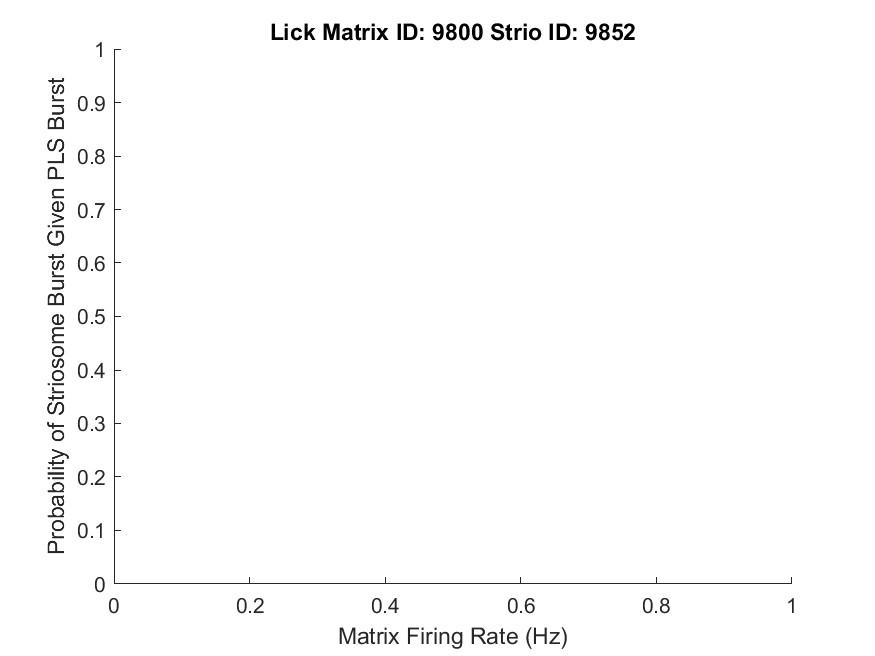 Lick Matrix ID: 9800 Strio ID: 9852
Probability of Striosome Burst Given PLS Burst
1
0.9
0.8
0.7
0.6
0.5
0.4
0.3
0.2
0.1
0
0 0.2 0.4 0.6 0.8 1
Matrix Firing Rate (Hz)